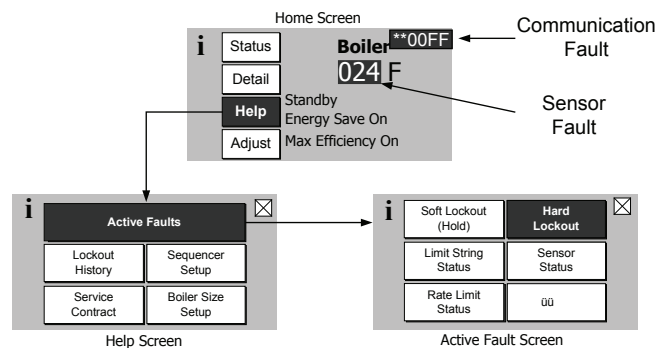 Home Screen
i
Status
Boiler
**00FF
Communication
Fault
Detail
024 F
Help
Standby
Energy Save On
Sensor
Fault
Adjust
Max Efficiency On
i
Active Faults
Lockout
History
Sequencer
Setup
Service
Contract
Boiler Size
Setup
Help Screen
i
Soft Lockout
(Hold)
Hard
Lockout
Limit String
Status
Sensor
Status
Rate Limit
Status
üü
Active Fault Screen